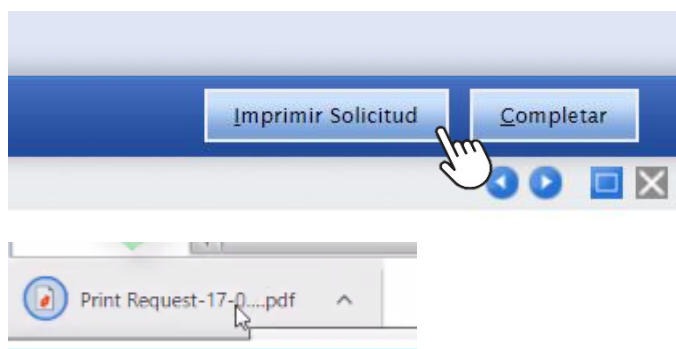 Imprimir Solicitud
Completar
Print Request-17-0....pdf